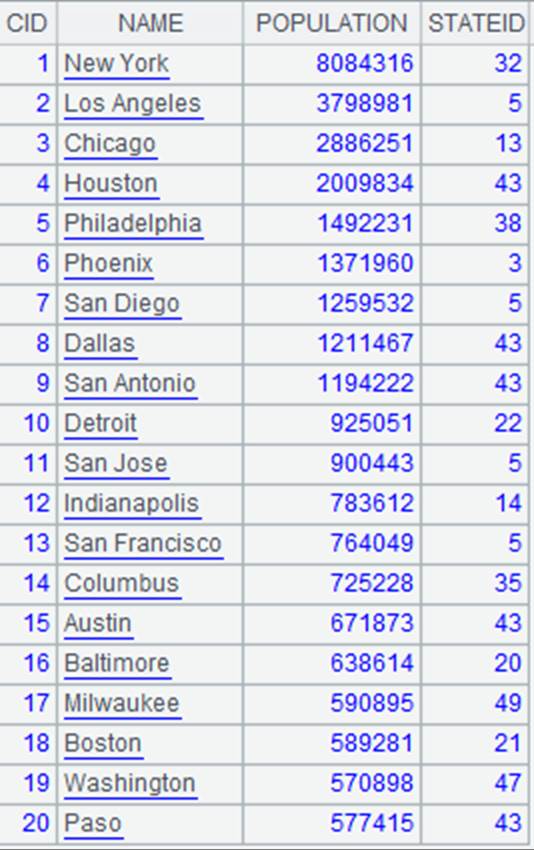 CID NAME POPULATION STATEID
1 New York 8084316 32
2 Los Angeles 3798981 5
3 Chicago 2886251 13
4 Houston 2009834 43
5 Philadelphia 1492231 38
6 Phoenix 1371960 3
7 San Diego 1259532 5
8 Dallas 1211467 43
9 San Antonio 1194222 43
10 Detroit 925051 22
11 San Jose 900443 5
12 Indianapolis 783612 14
13 San Francisco 764049 5
14 Columbus 725228 35
15 Austin 671873 43
16 Baltimore 638614 20
17 Milwaukee 590895 49
18 Boston 589281 21
19 Washington 570898 47
20 Paso 577415 43